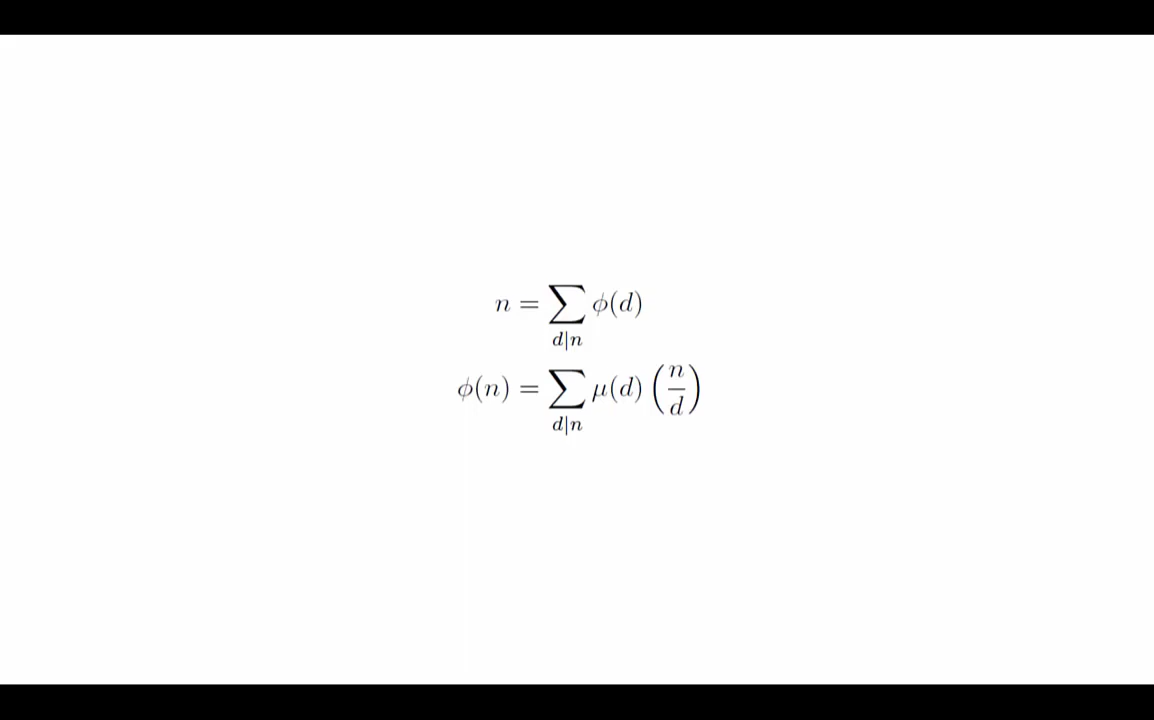 n = \sum_{d|n} \phi(d)
\phi(n) = \sum_{d|n} \mu(d) \left(\frac{n}{d}\right)